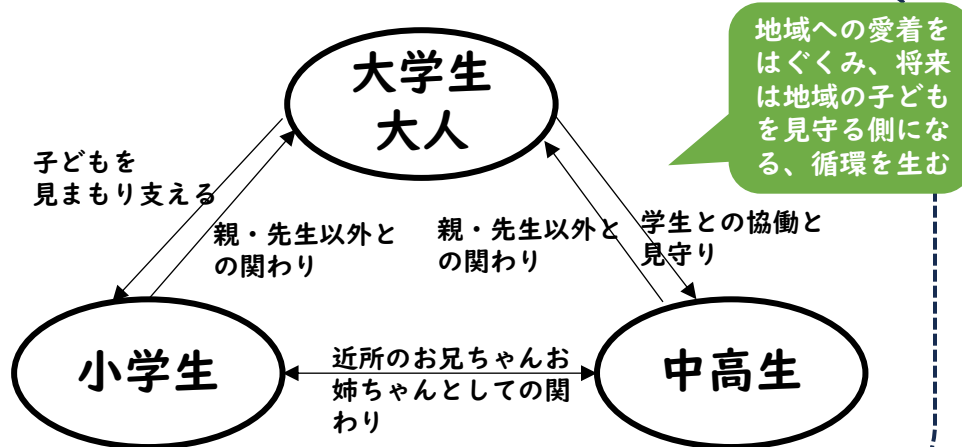 地域への愛着を
はぐくみ、将来
は地域の子ども
を見守る側にな
る、循環を生む
大学生
大人
子どもを
見まもり支える
親・先生以外と
の関わり
親・先生以外と
の関わり
学生との協働と
見守り
小学生
近所のお兄ちゃんお
姉ちゃんとしての関
わり
中高生